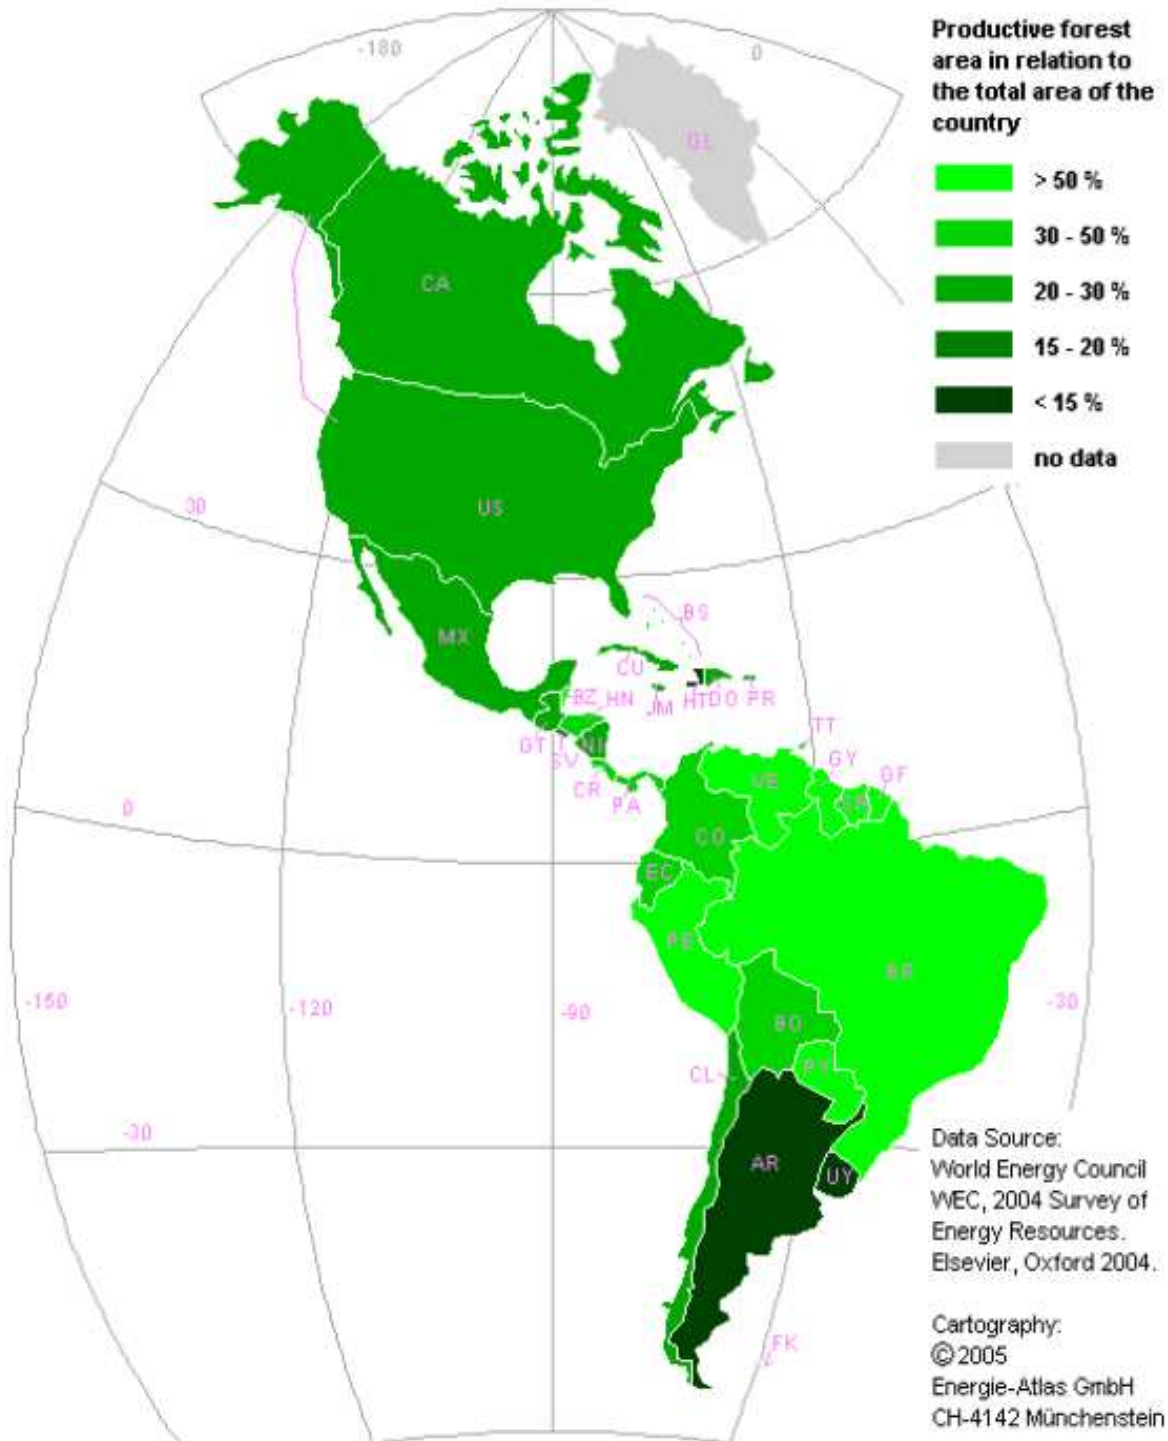 Productive forest
area in relation to
the total area of the
country
> 50 %
30 - 50 %
20 - 30 %
15 - 20 %
< 15 %
no data
-180
0
GL
CA
30
US
BS
MX
CU
BZ
HN
JM
HT
DO
PR
GT
SV
NI
TT
CR
PA
VE
GY
GF
0
CO
EC
PE
BR
-150
-120
-90
-30
BO
CL
PY
-30
AR
UY
FK
Data Source:
World Energy Council
WEC, 2004 Survey of
Energy Resources.
Elsevier, Oxford 2004.
Cartography:
©2005
Energie-Atlas GmbH
CH-4142 Münchenstein